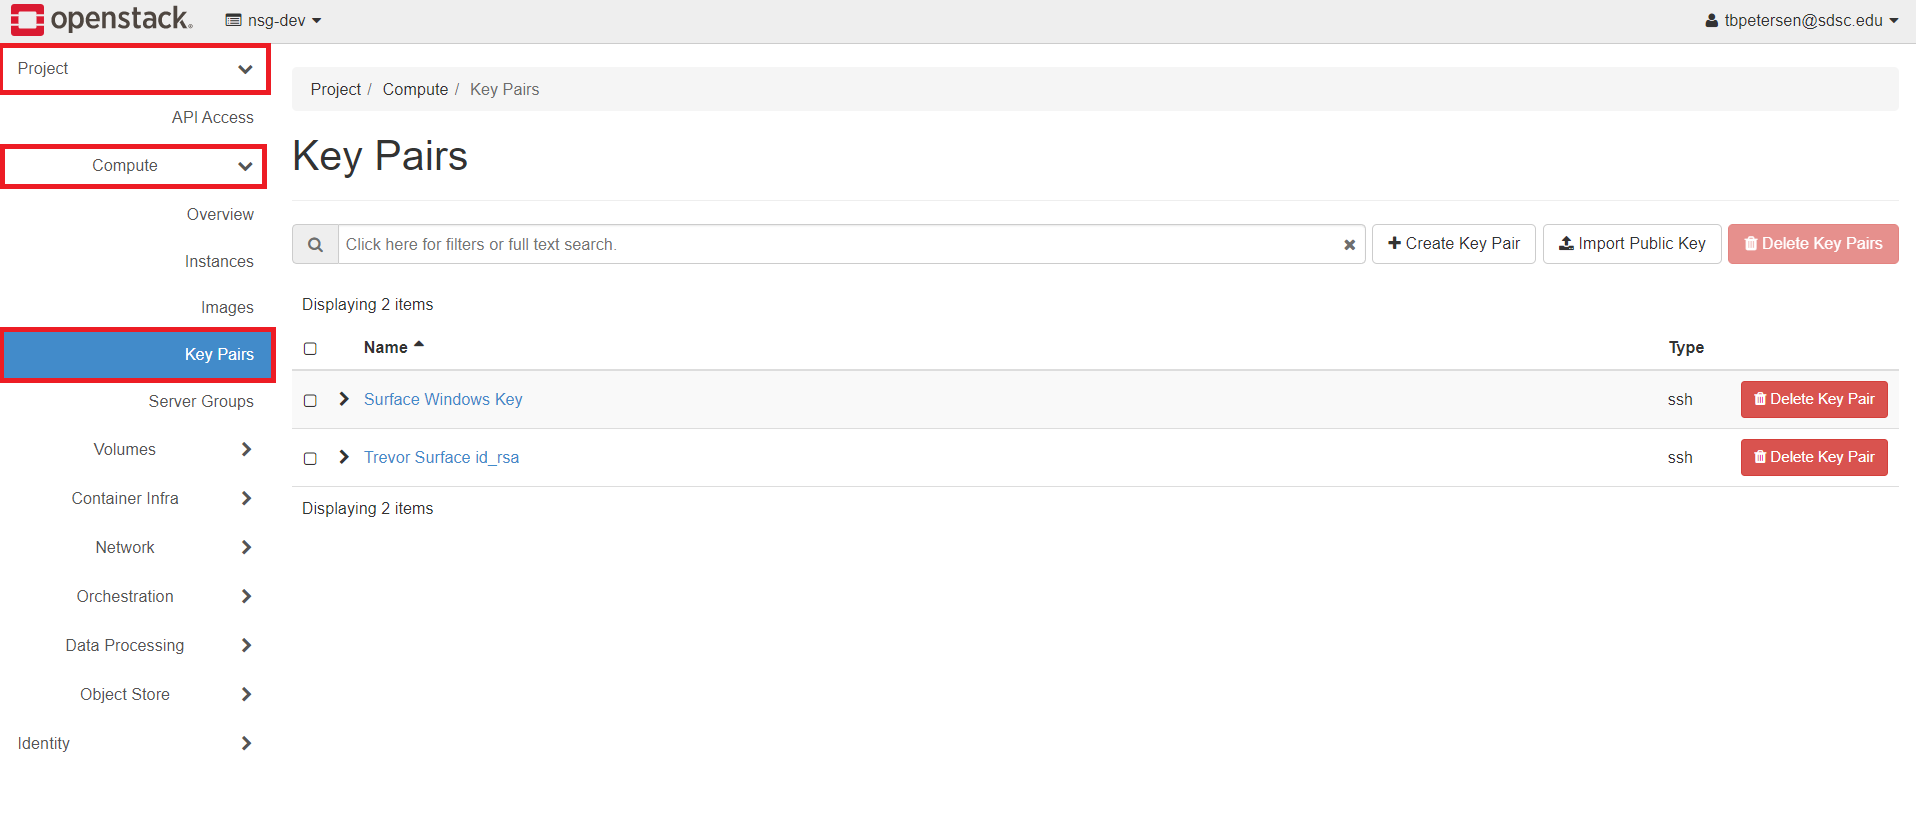 openstack. nsg-dev tbpetersen@sdsc.edu
Project
API Access
Compute
Overview
Instances
Images
Key Pairs
Server Groups
Volumes
Container Infra
Network
Orchestration
Data Processing
Object Store
Identity
Project / Compute / Key Pairs
Key Pairs
Click here for filters or full text search. Create Key Pair Import Public Key Delete Key Pairs
Displaying 2 items
Name Type
Surface Windows Key ssh Delete Key Pair
Trevor Surface id_rsa ssh Delete Key Pair
Displaying 2 items